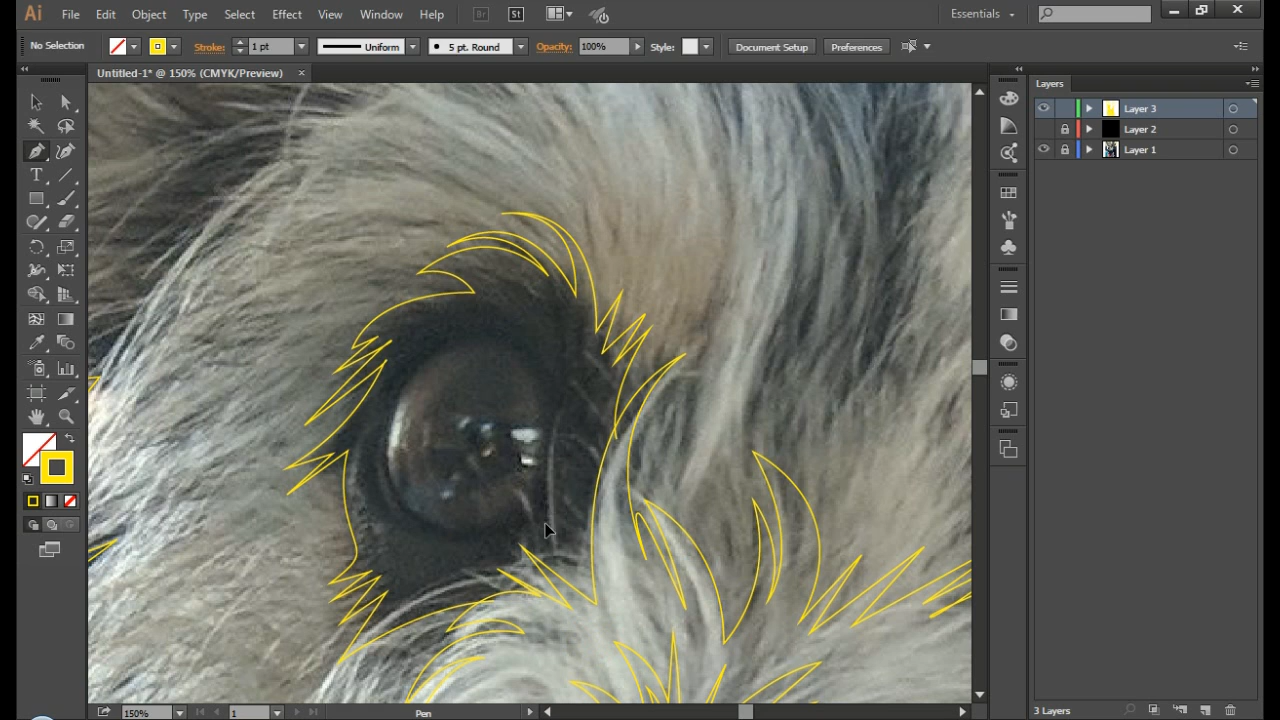 Ai File Edit Object Type Select Effect View Window Help Br St Essentials
No Selection Stroke: 1 pt Uniform 5 pt. Round Opacity: 100% Style: Document Setup Preferences
Untitled-1* @ 150% (CMYK/Preview) ×
Layers
Layer 3
Layer 2
Layer 1
150% 1 Pen 3 Layers